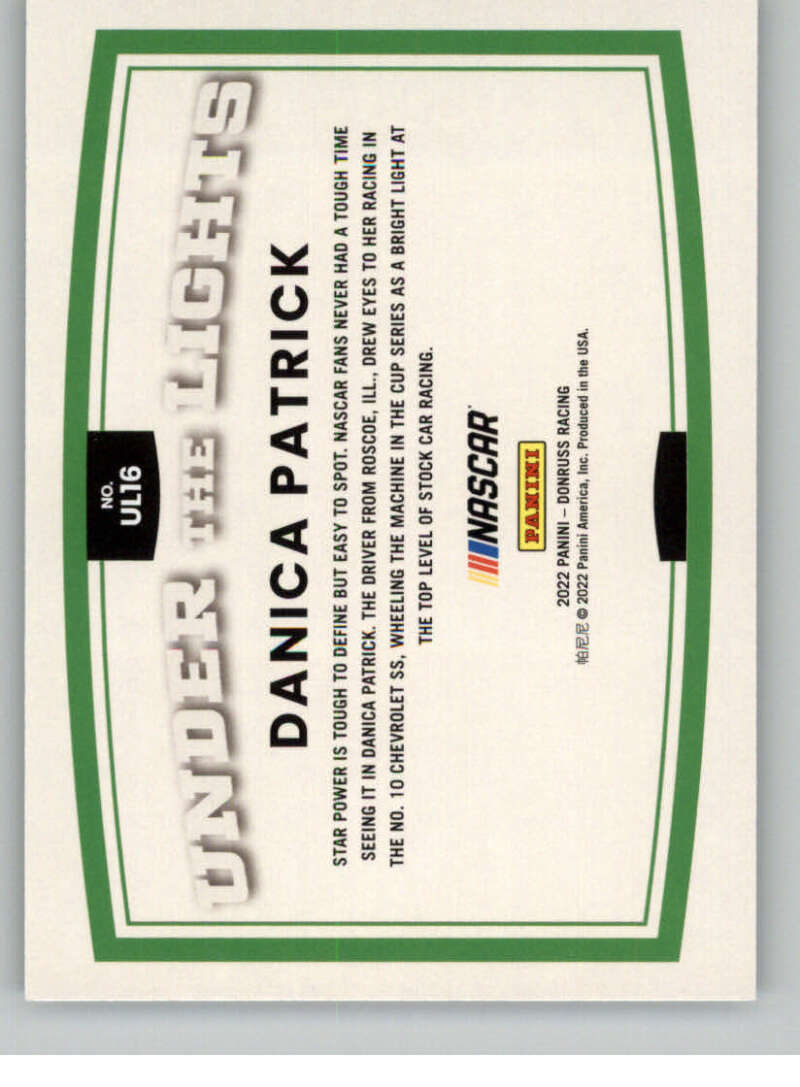 NO.
UL16
UNDER THE LIGHTS
DANICA PATRICK
STAR POWER IS TOUGH TO DEFINE BUT EASY TO SPOT. NASCAR FANS NEVER HAD A TOUGH TIME
SEEING IT IN DANICA PATRICK. THE DRIVER FROM ROSCOE, ILL., DREW EYES TO HER RACING IN
THE NO. 10 CHEVROLET SS, WHEELING THE MACHINE IN THE CUP SERIES AS A BRIGHT LIGHT AT
THE TOP LEVEL OF STOCK CAR RACING.
NASCAR
PANINI
2022 PANINI – DONRUSS RACING
帕尼尼 © 2022 Panini America, Inc. Produced in the USA.